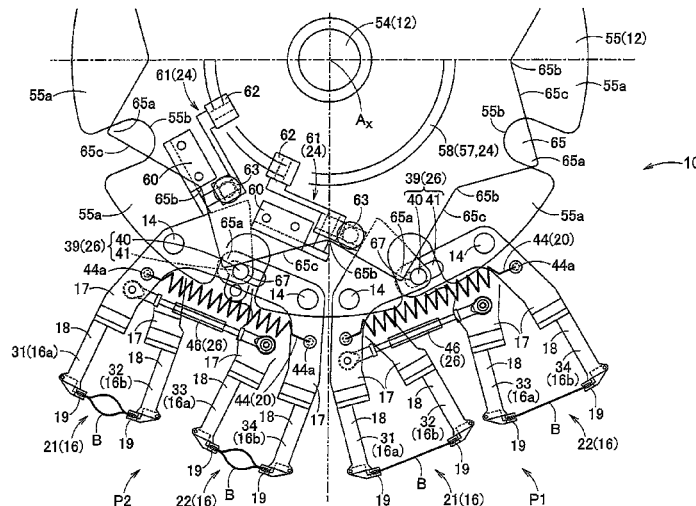 54(12)
55(12)
61(24)
62
65b
55a
65c
55a
55a
65a
55b
62
61
(24)
Ax
58(57,24)
55b
65
65c
60
65a
10
63
65b
60
63
39(26)
40
41
65b
65c
55a
14
65a
67
65a
55a
39(26)
40
41
65c
65b
14
44(20)
44a
67
14
14
44a
17
17
18
17
46
(26)
17
44a
44(20)
17
46
(26)
17
18
31(16a)
18
32
(16b)
18
33
(16a)
18
34
(16b)
17
18
31
(16a)
18
32
(16b)
18
33
(16a)
18
34
(16b)
19
19
B
21(16)
19
19
B
22(16)
19
19
B
21(16)
19
19
B
22(16)
P2
P1